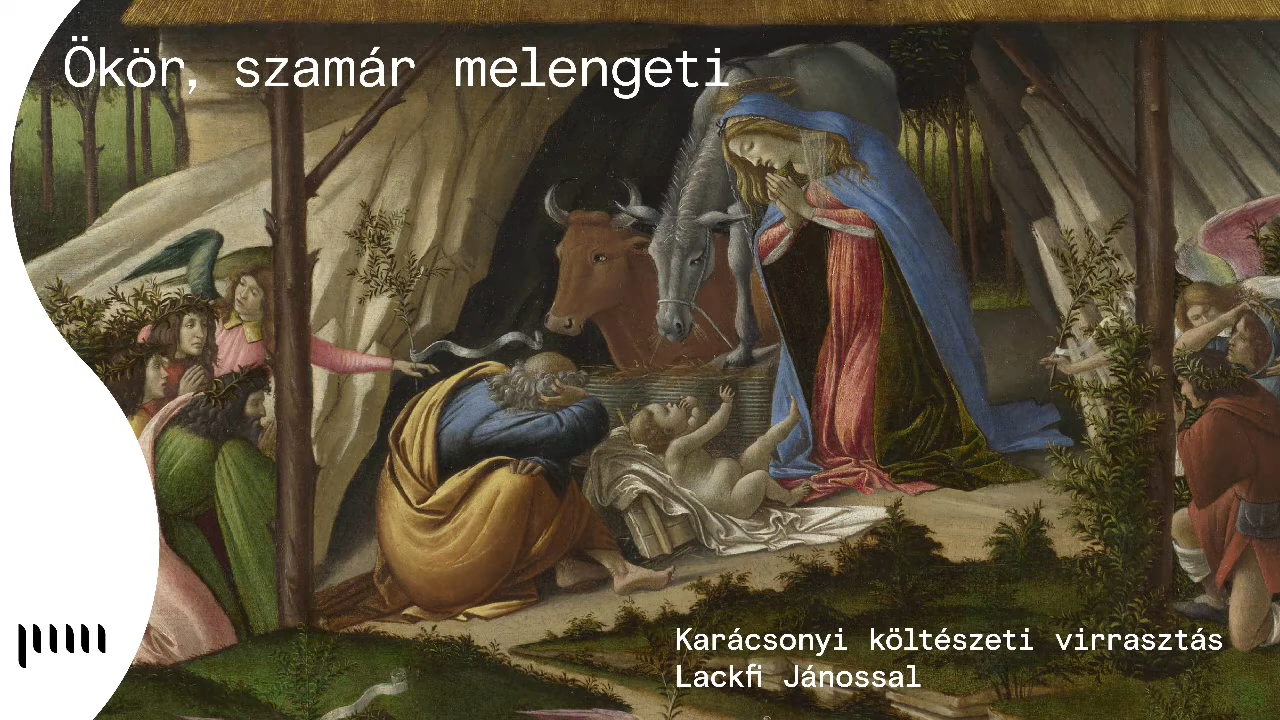 Ökör, szamár melengeti
Karácsonyi költészeti virrasztás
Lackfi Jánossal